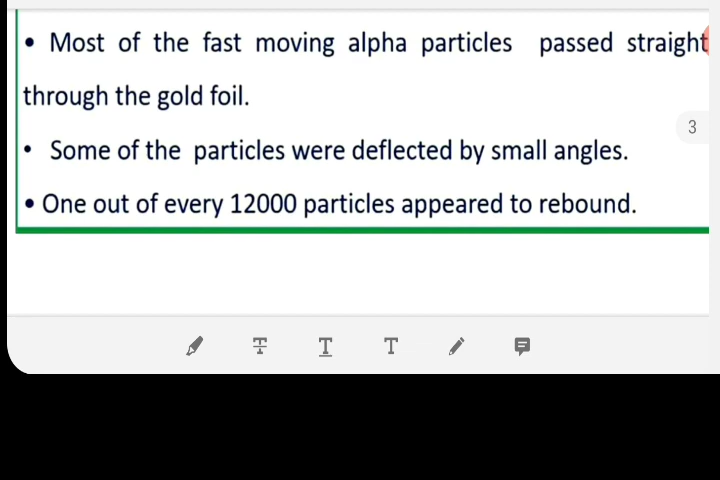 • Most of the fast moving alpha particles passed straight
through the gold foil.
3
• Some of the particles were deflected by small angles.
• One out of every 12000 particles appeared to rebound.
T T T